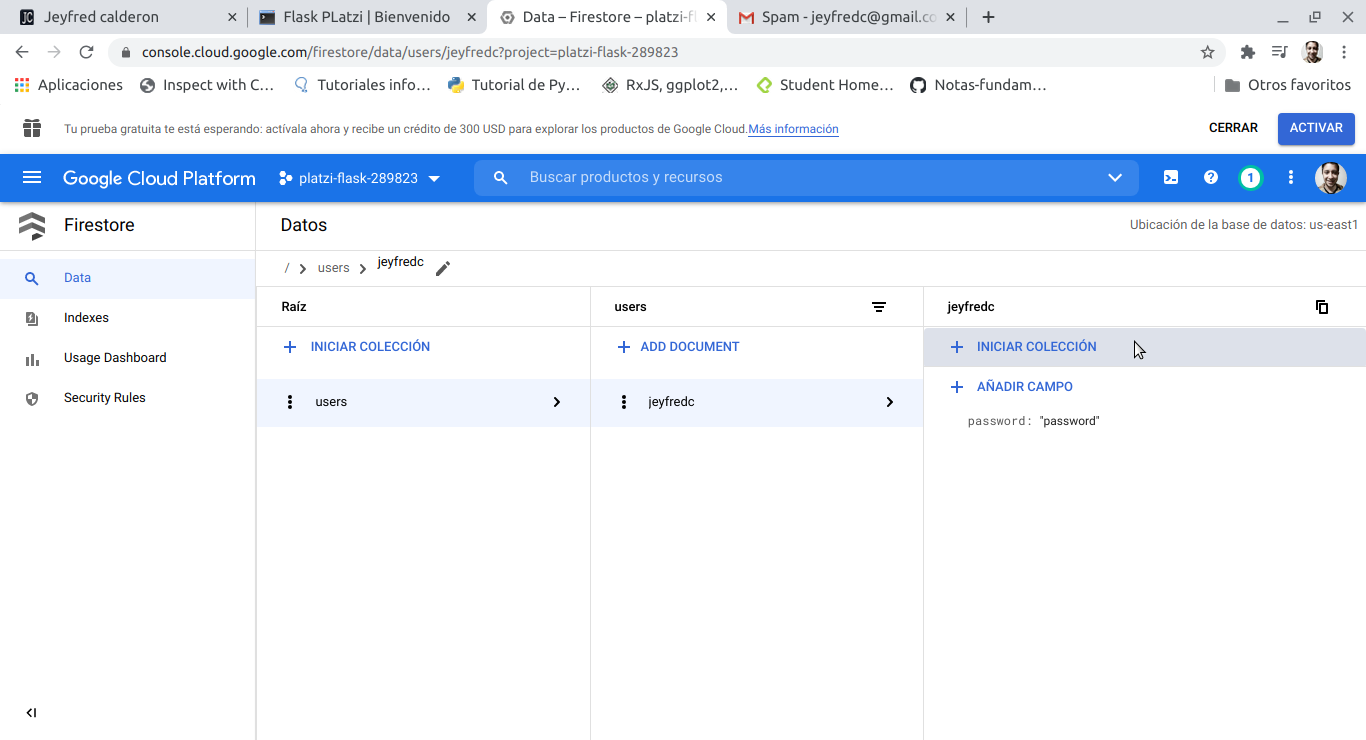 Jeyfred calderon
Flask PLatzi | Bienvenido
Data – Firestore – platzi-fl
Spam - jeyfredc@gmail.co
console.cloud.google.com/firestore/data/users/jeyfredc?project=platzi-flask-289823
Aplicaciones
Inspect with C...
Tutoriales info...
Tutorial de Py...
RxJS, ggplot2,...
Student Home...
Notas-fundam...
Otros favoritos
Tu prueba gratuita te está esperando: actívala ahora y recibe un crédito de 300 USD para explorar los productos de Google Cloud.Más información
CERRAR
ACTIVAR
Google Cloud Platform
platzi-flask-289823
Buscar productos y recursos
1
Firestore
Datos
Ubicación de la base de datos: us-east1
Data
Indexes
Usage Dashboard
Security Rules
/ > users > jeyfredc
Raíz
users
jeyfredc
INICIAR COLECCIÓN
ADD DOCUMENT
INICIAR COLECCIÓN
AÑADIR CAMPO
users
jeyfredc
password: "password"